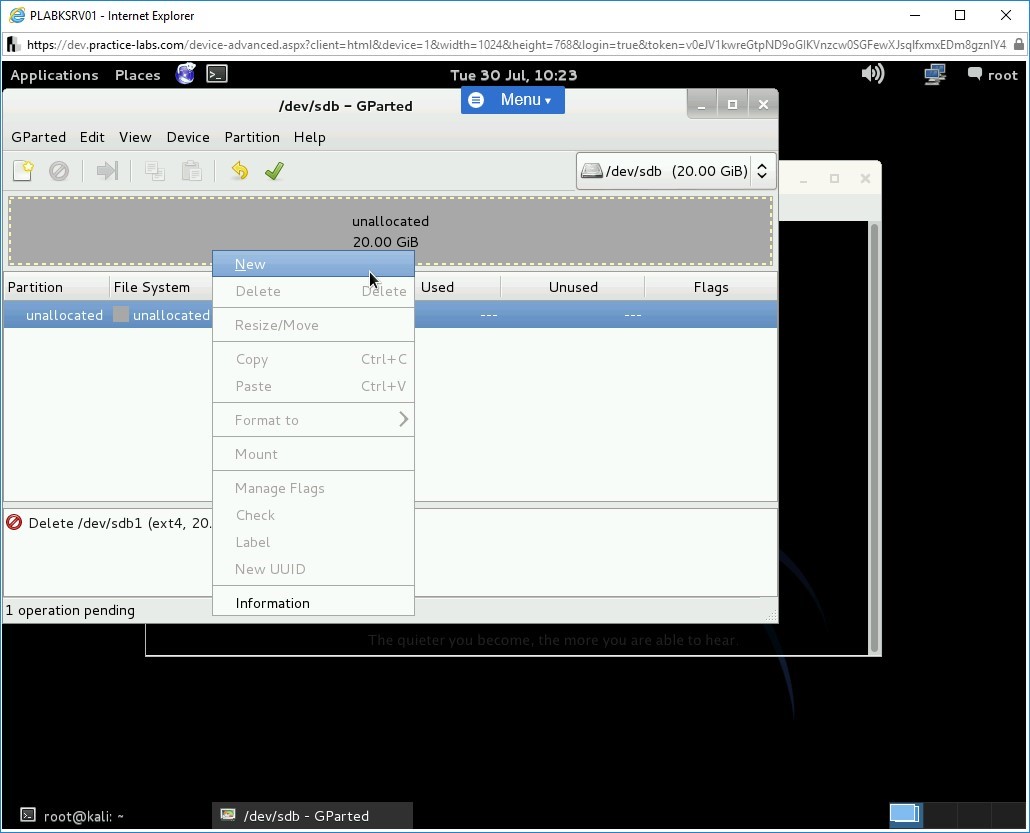 PLABKSRV01 - Internet Explorer
https://dev.practice-labs.com/device-advanced.aspx?client=html&device=1&width=1024&height=768&login=true&token=
Applications Places Tue 30 Jul, 10:23 root
/dev/sdb – GParted Menu
GParted Edit View Device Partition Help
/dev/sdb (20.00 GiB)
unallocated
20.00 GiB
Partition File System Used Unused Flags
unallocated unallocated --- ---
New
Delete Delete
Resize/Move
Copy Ctrl+C
Paste Ctrl+V
Format to
Mount
Manage Flags
Check
Label
New UUID
Information
Delete /dev/sdb1 (ext4, 20.
1 operation pending
The quieter you become, the more you are able to hear.
root@kali: ~ /dev/sdb - GParted